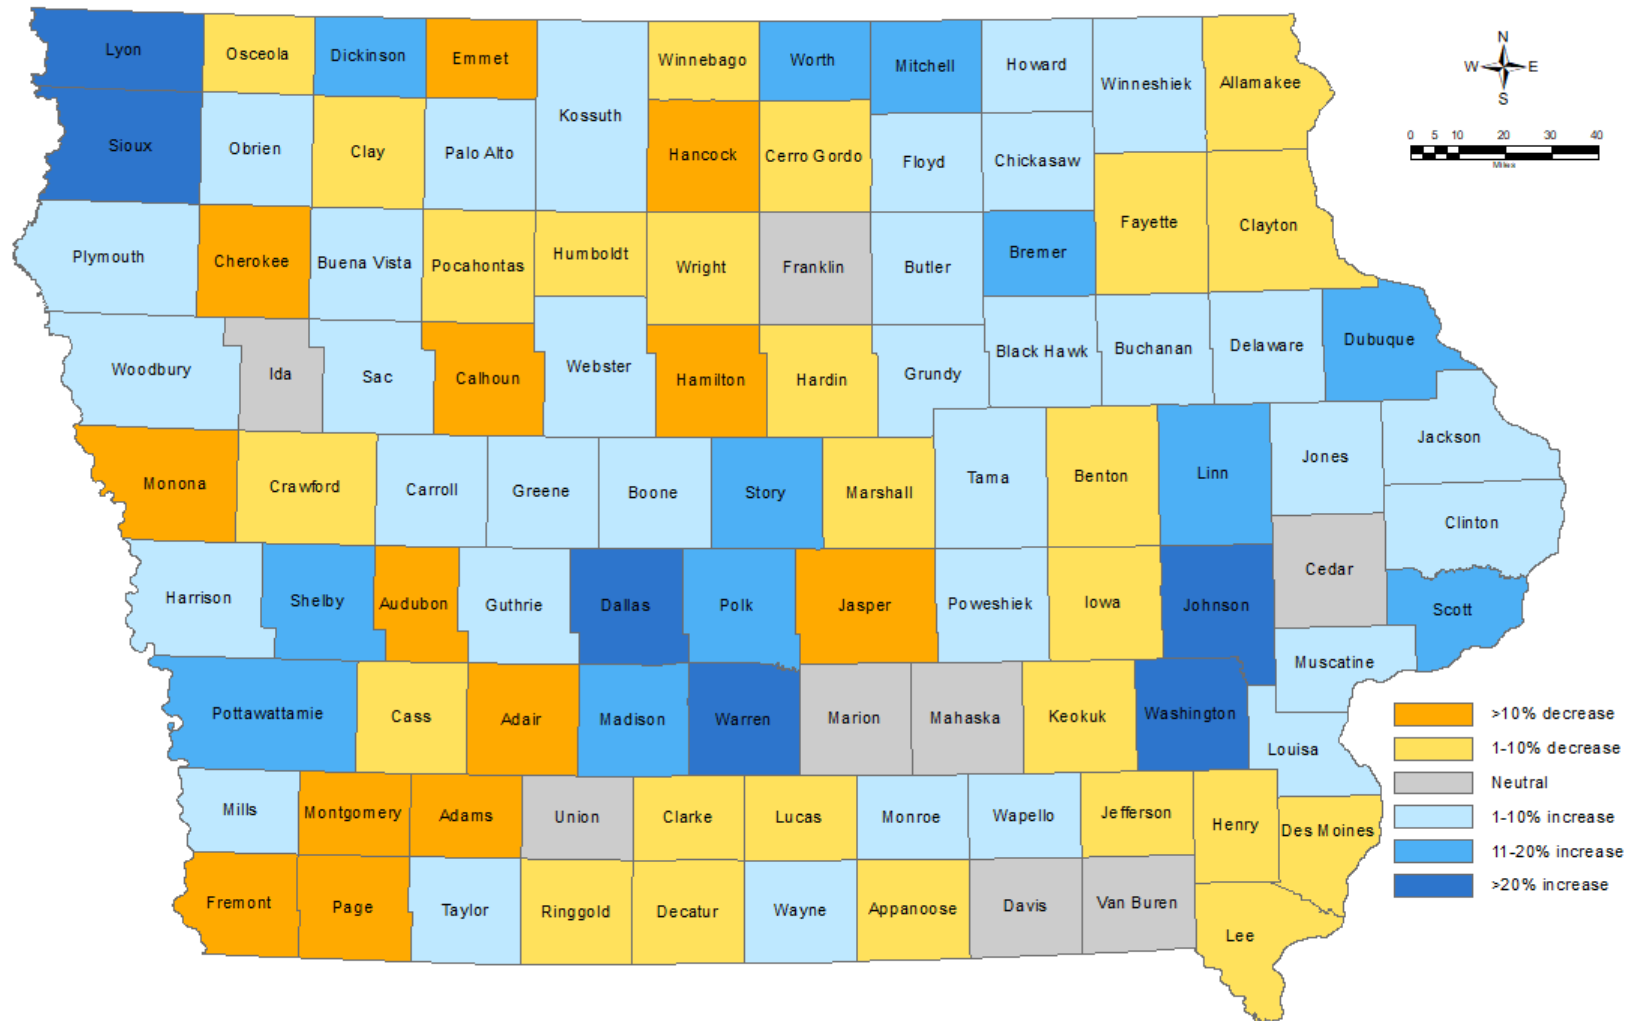 Lyon
Osceola
Dickinson
Emmet
Kossuth
Winnebago
Worth
Mitchell
Howard
Winneshiek
Allamakee
N
W
E
S
0 5 10 20 30 40
Miles
Sioux
Obrien
Clay
Palo Alto
Hancock
Cerro Gordo
Floyd
Chickasaw
Plymouth
Cherokee
Buena Vista
Pocahontas
Humboldt
Wright
Franklin
Butler
Bremer
Fayette
Clayton
Woodbury
Ida
Sac
Calhoun
Webster
Hamilton
Hardin
Grundy
Black Hawk
Buchanan
Delaware
Dubuque
Monona
Crawford
Carroll
Greene
Boone
Story
Marshall
Tama
Benton
Linn
Jones
Jackson
Clinton
Harrison
Shelby
Audubon
Guthrie
Dallas
Polk
Jasper
Poweshiek
Iowa
Johnson
Cedar
Scott
Muscatine
Pottawattamie
Cass
Adair
Madison
Warren
Marion
Mahaska
Keokuk
Washington
Louisa
Mills
Montgomery
Adams
Union
Clarke
Lucas
Monroe
Wapello
Jefferson
Henry
Des Moines
Fremont
Page
Taylor
Ringgold
Decatur
Wayne
Appanoose
Davis
Van Buren
Lee
>10% decrease
1-10% decrease
Neutral
1-10% increase
11-20% increase
>20% increase